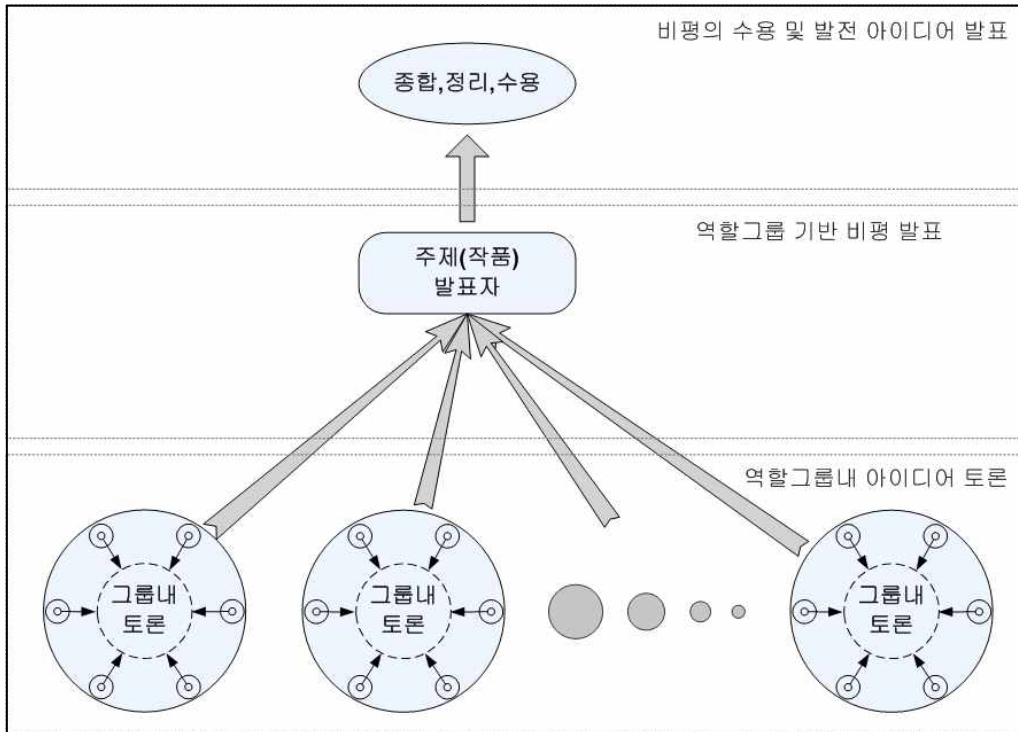 비평의 수용 및 발전 아이디어 발표
종합,정리,수용
역할그룹 기반 비평 발표
주제(작품)
발표자
역할그룹내 아이디어 토론
그룹내
토론
그룹내
토론
그룹내
토론